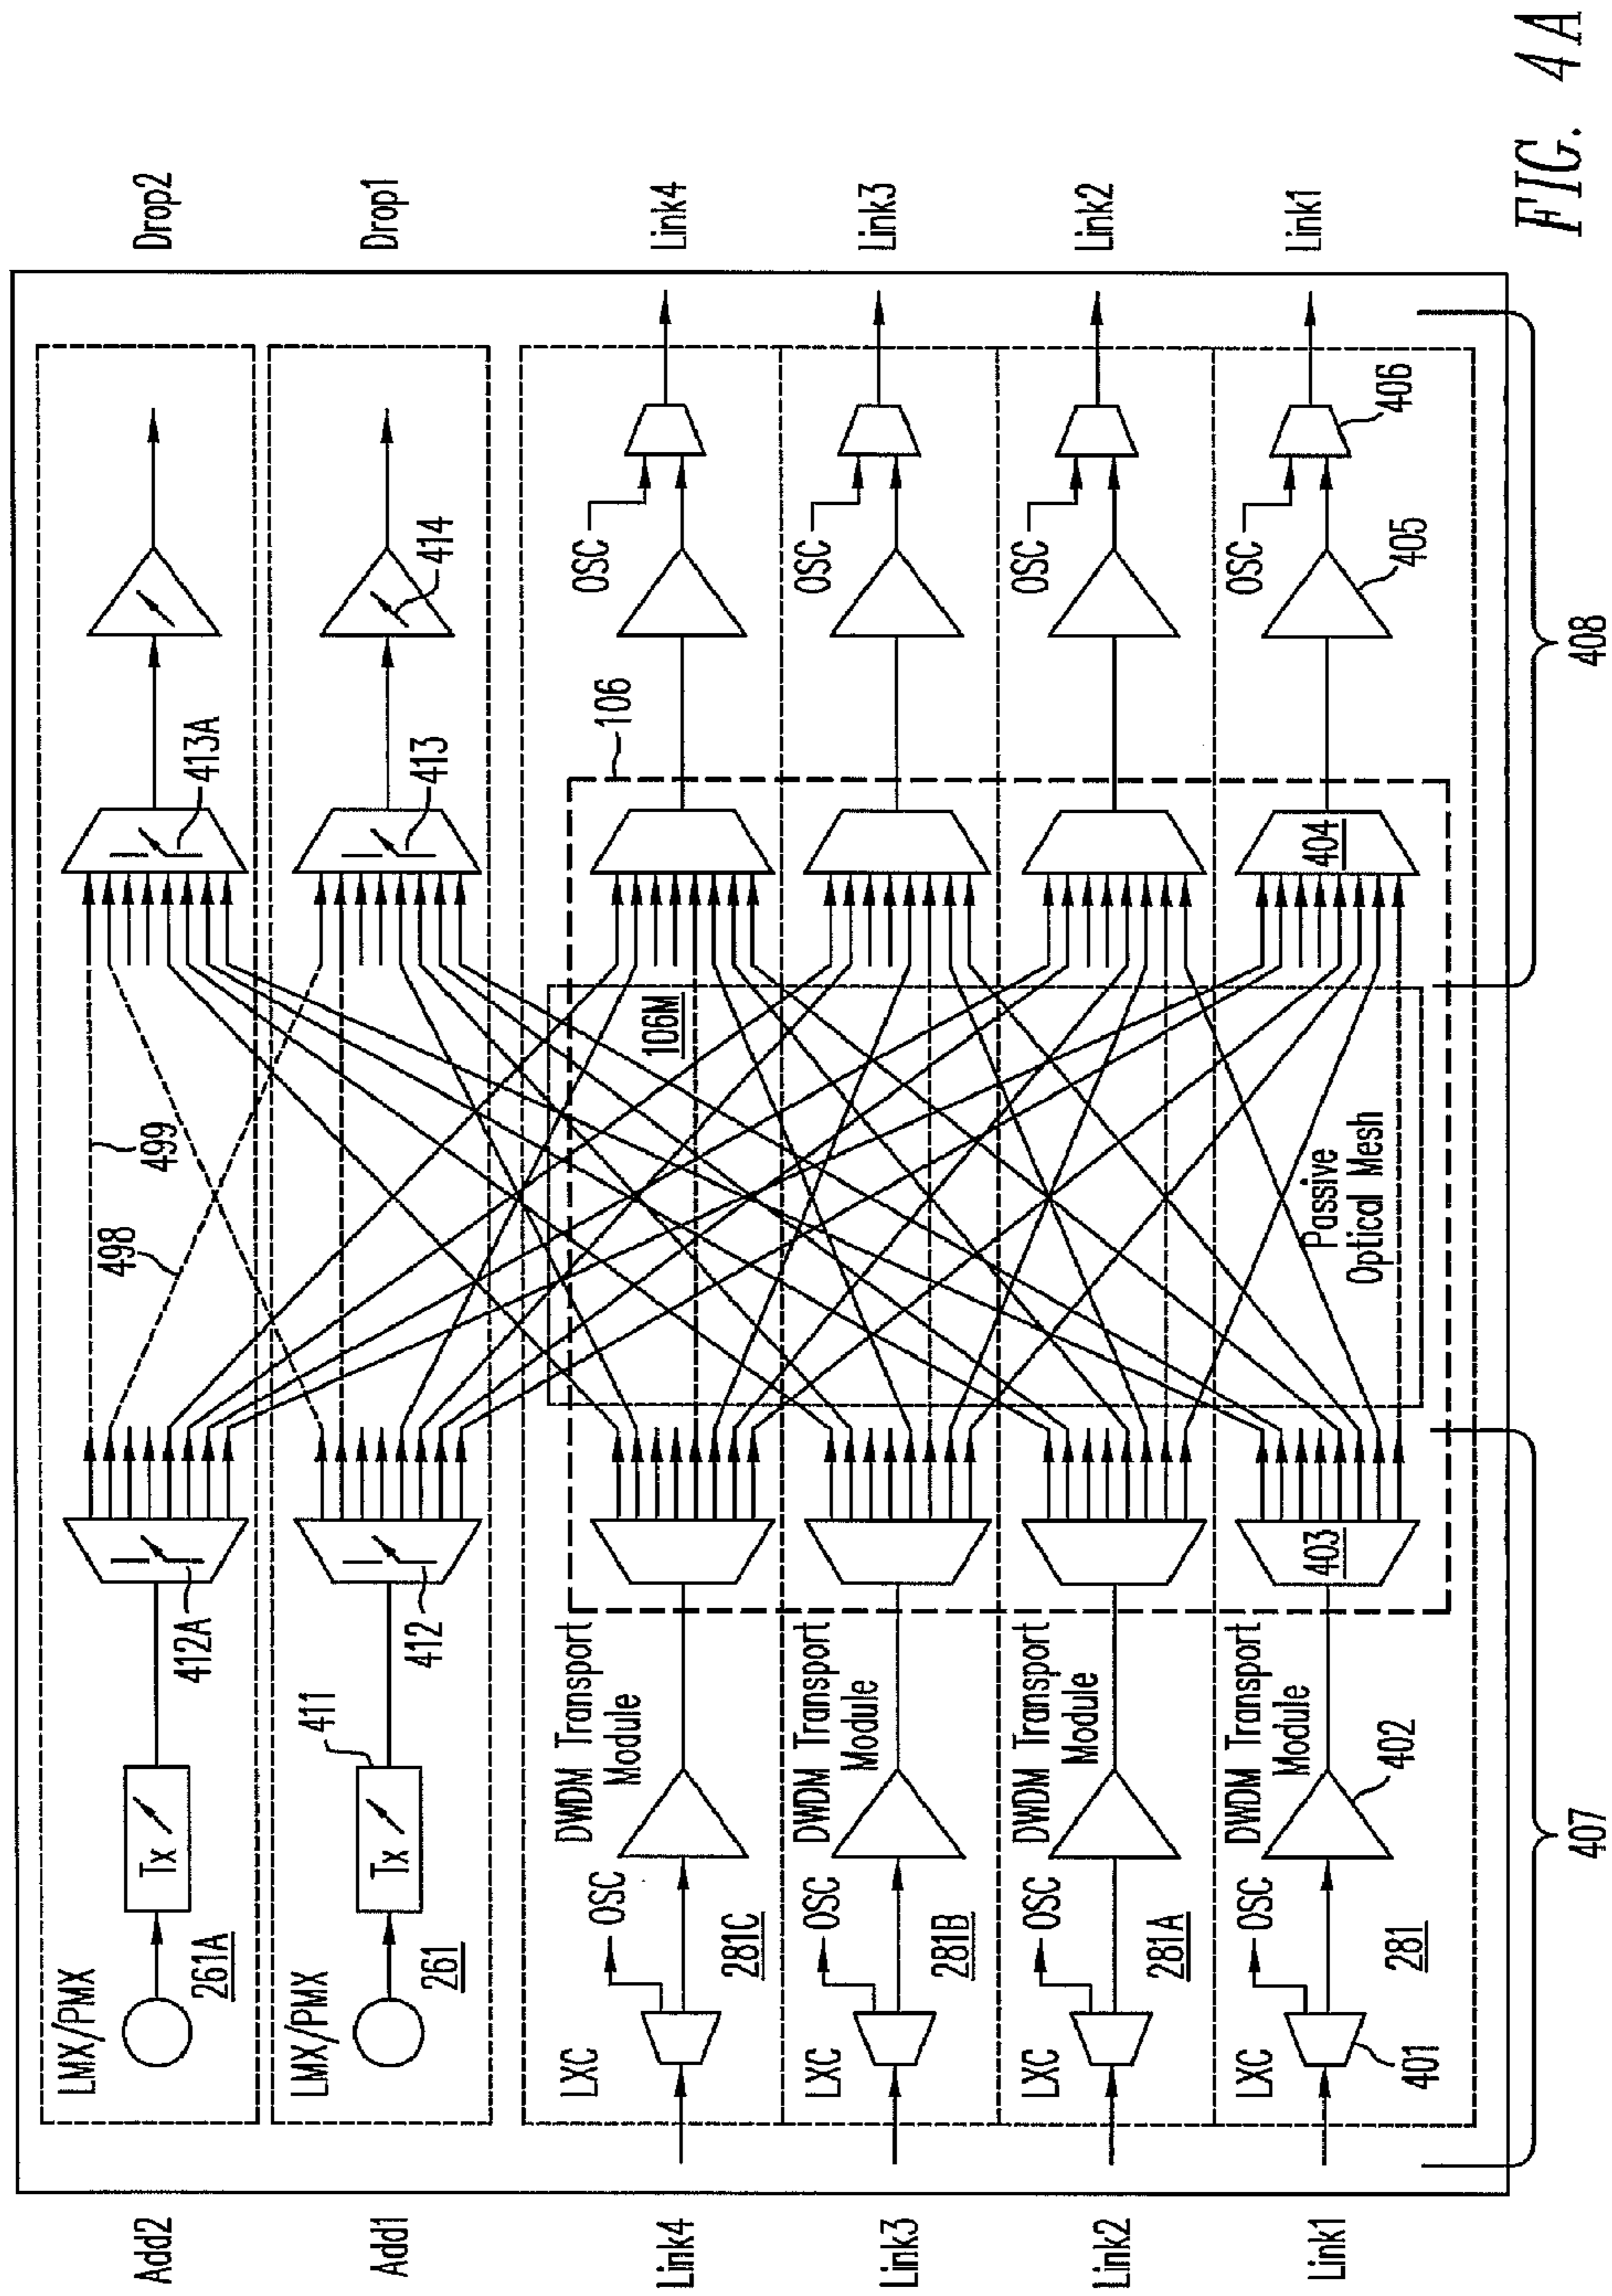 Add2
LMX/PMX
261A
Tx
412A
498
499
413A
Drop2
Add1
LMX/PMX
261
Tx
411
412
413
414
Drop1
Link4
LXC
OSC
281C
DWDM Transport
Module
106M
106
OSC
Link4
Link3
LXC
OSC
281B
DWDM Transport
Module
OSC
Link3
Link2
LXC
OSC
281A
DWDM Transport
Module
OSC
Link2
Link1
LXC
401
OSC
281
DWDM Transport
Module
402
403
Passive
Optical Mesh
404
405
OSC
406
Link1
407
408
FIG. 4A